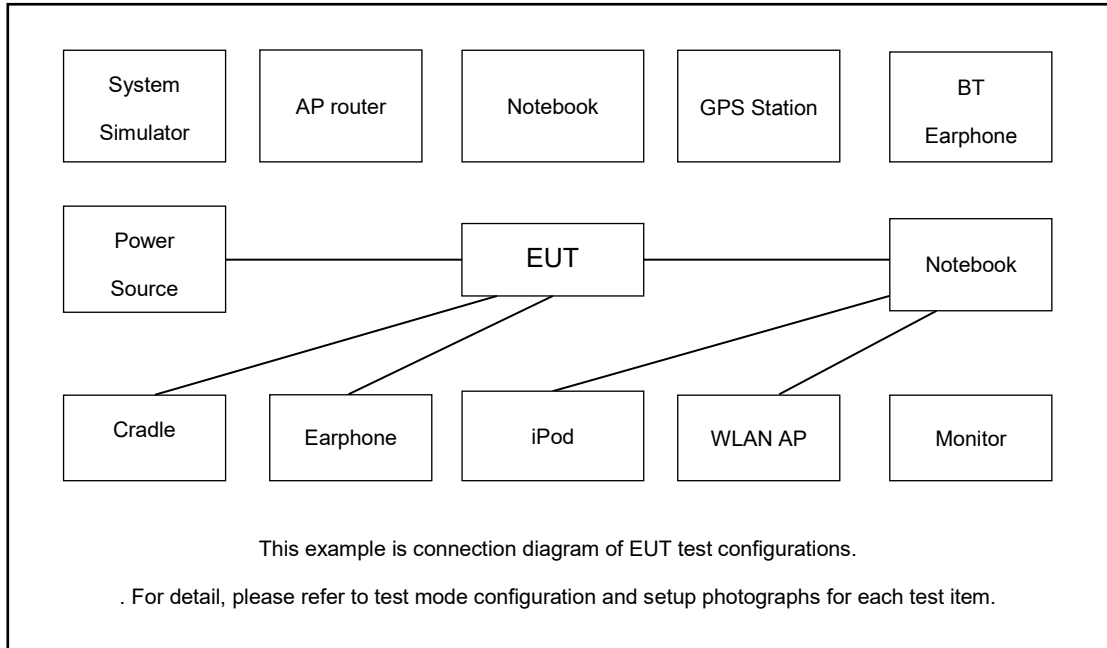 System
Simulator
AP router
Notebook
GPS Station
BT
Earphone
Power
Source
EUT
Notebook
Cradle
Earphone
iPod
WLAN AP
Monitor
This example is connection diagram of EUT test configurations.
. For detail, please refer to test mode configuration and setup photographs for each test item.